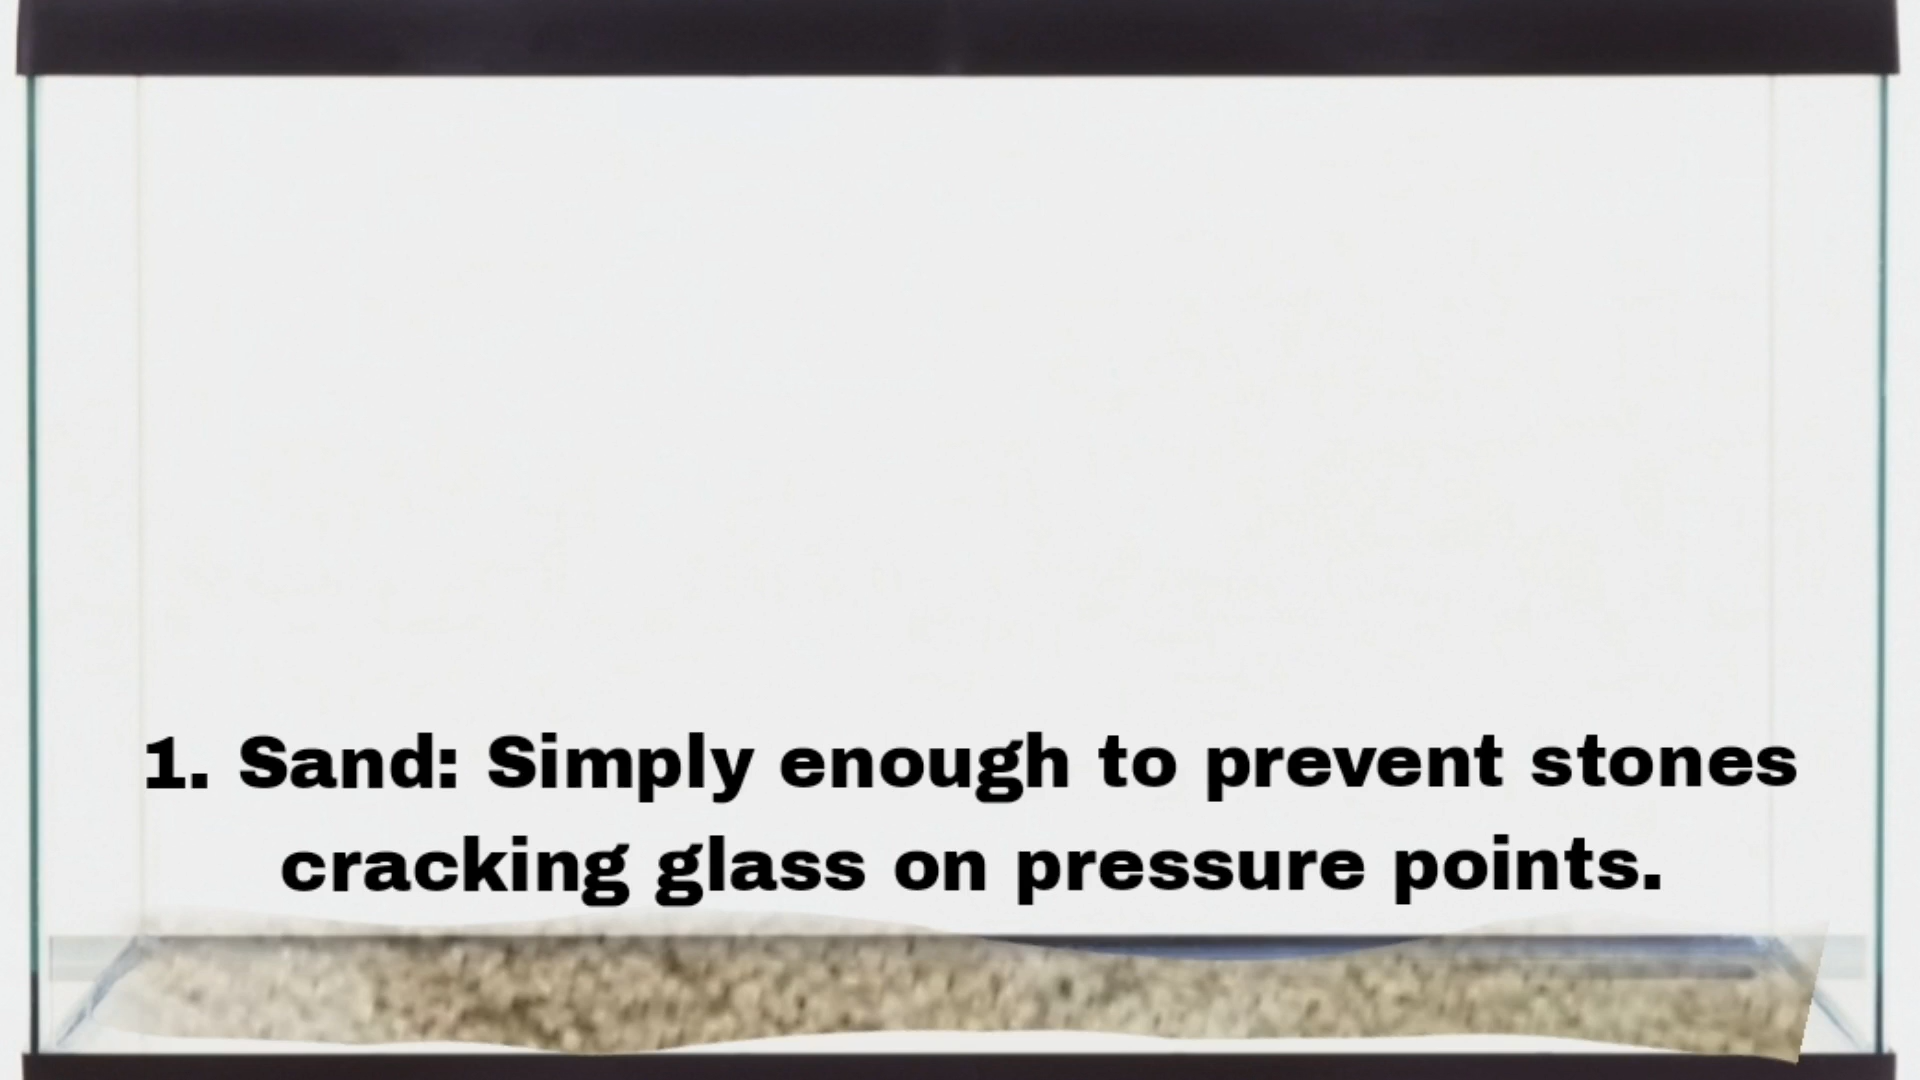 1. Sand: Simply enough to prevent stones
cracking glass on pressure points.